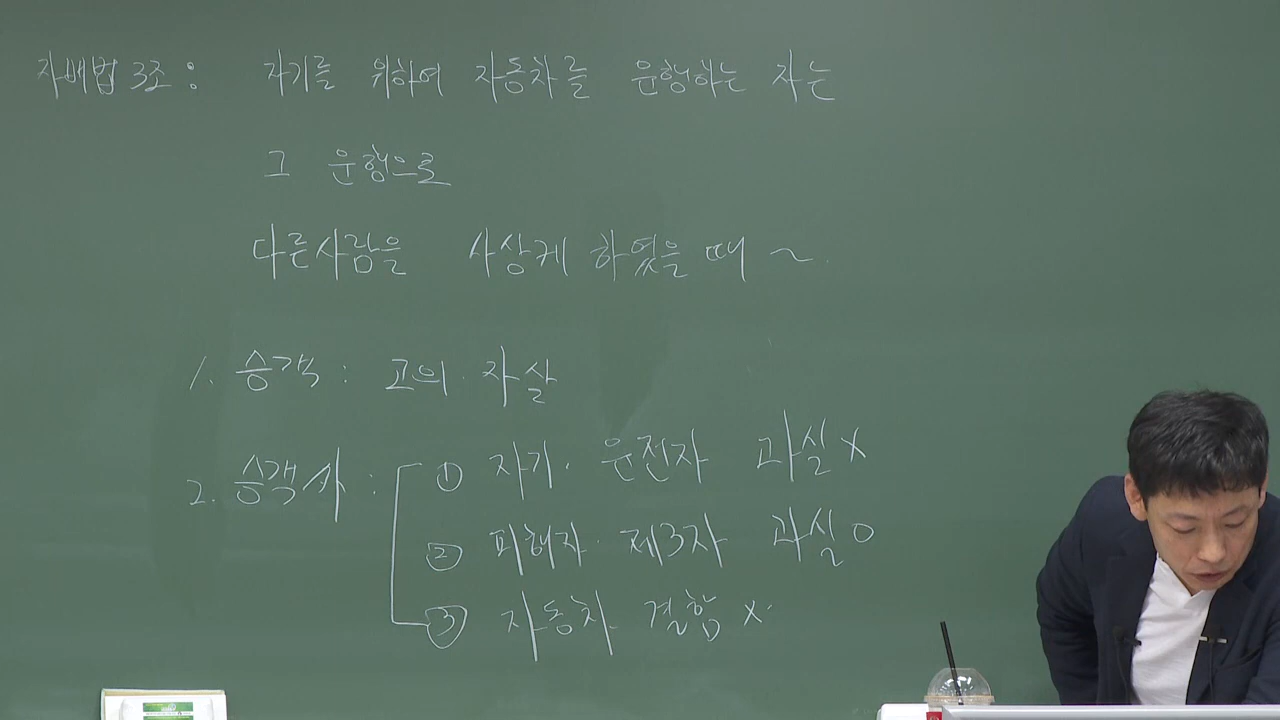 자배법 3조 : 자기를 위하여 자동차를 운행하는 자는
그 운행으로
다른사람을 사상케 하였을 때 ~.
1. 승객 : 고의·자살
2. 승객外 : ① 자기·운전자 과실 x
② 피해자·제3자 과실 o
③ 자동차 결함 x